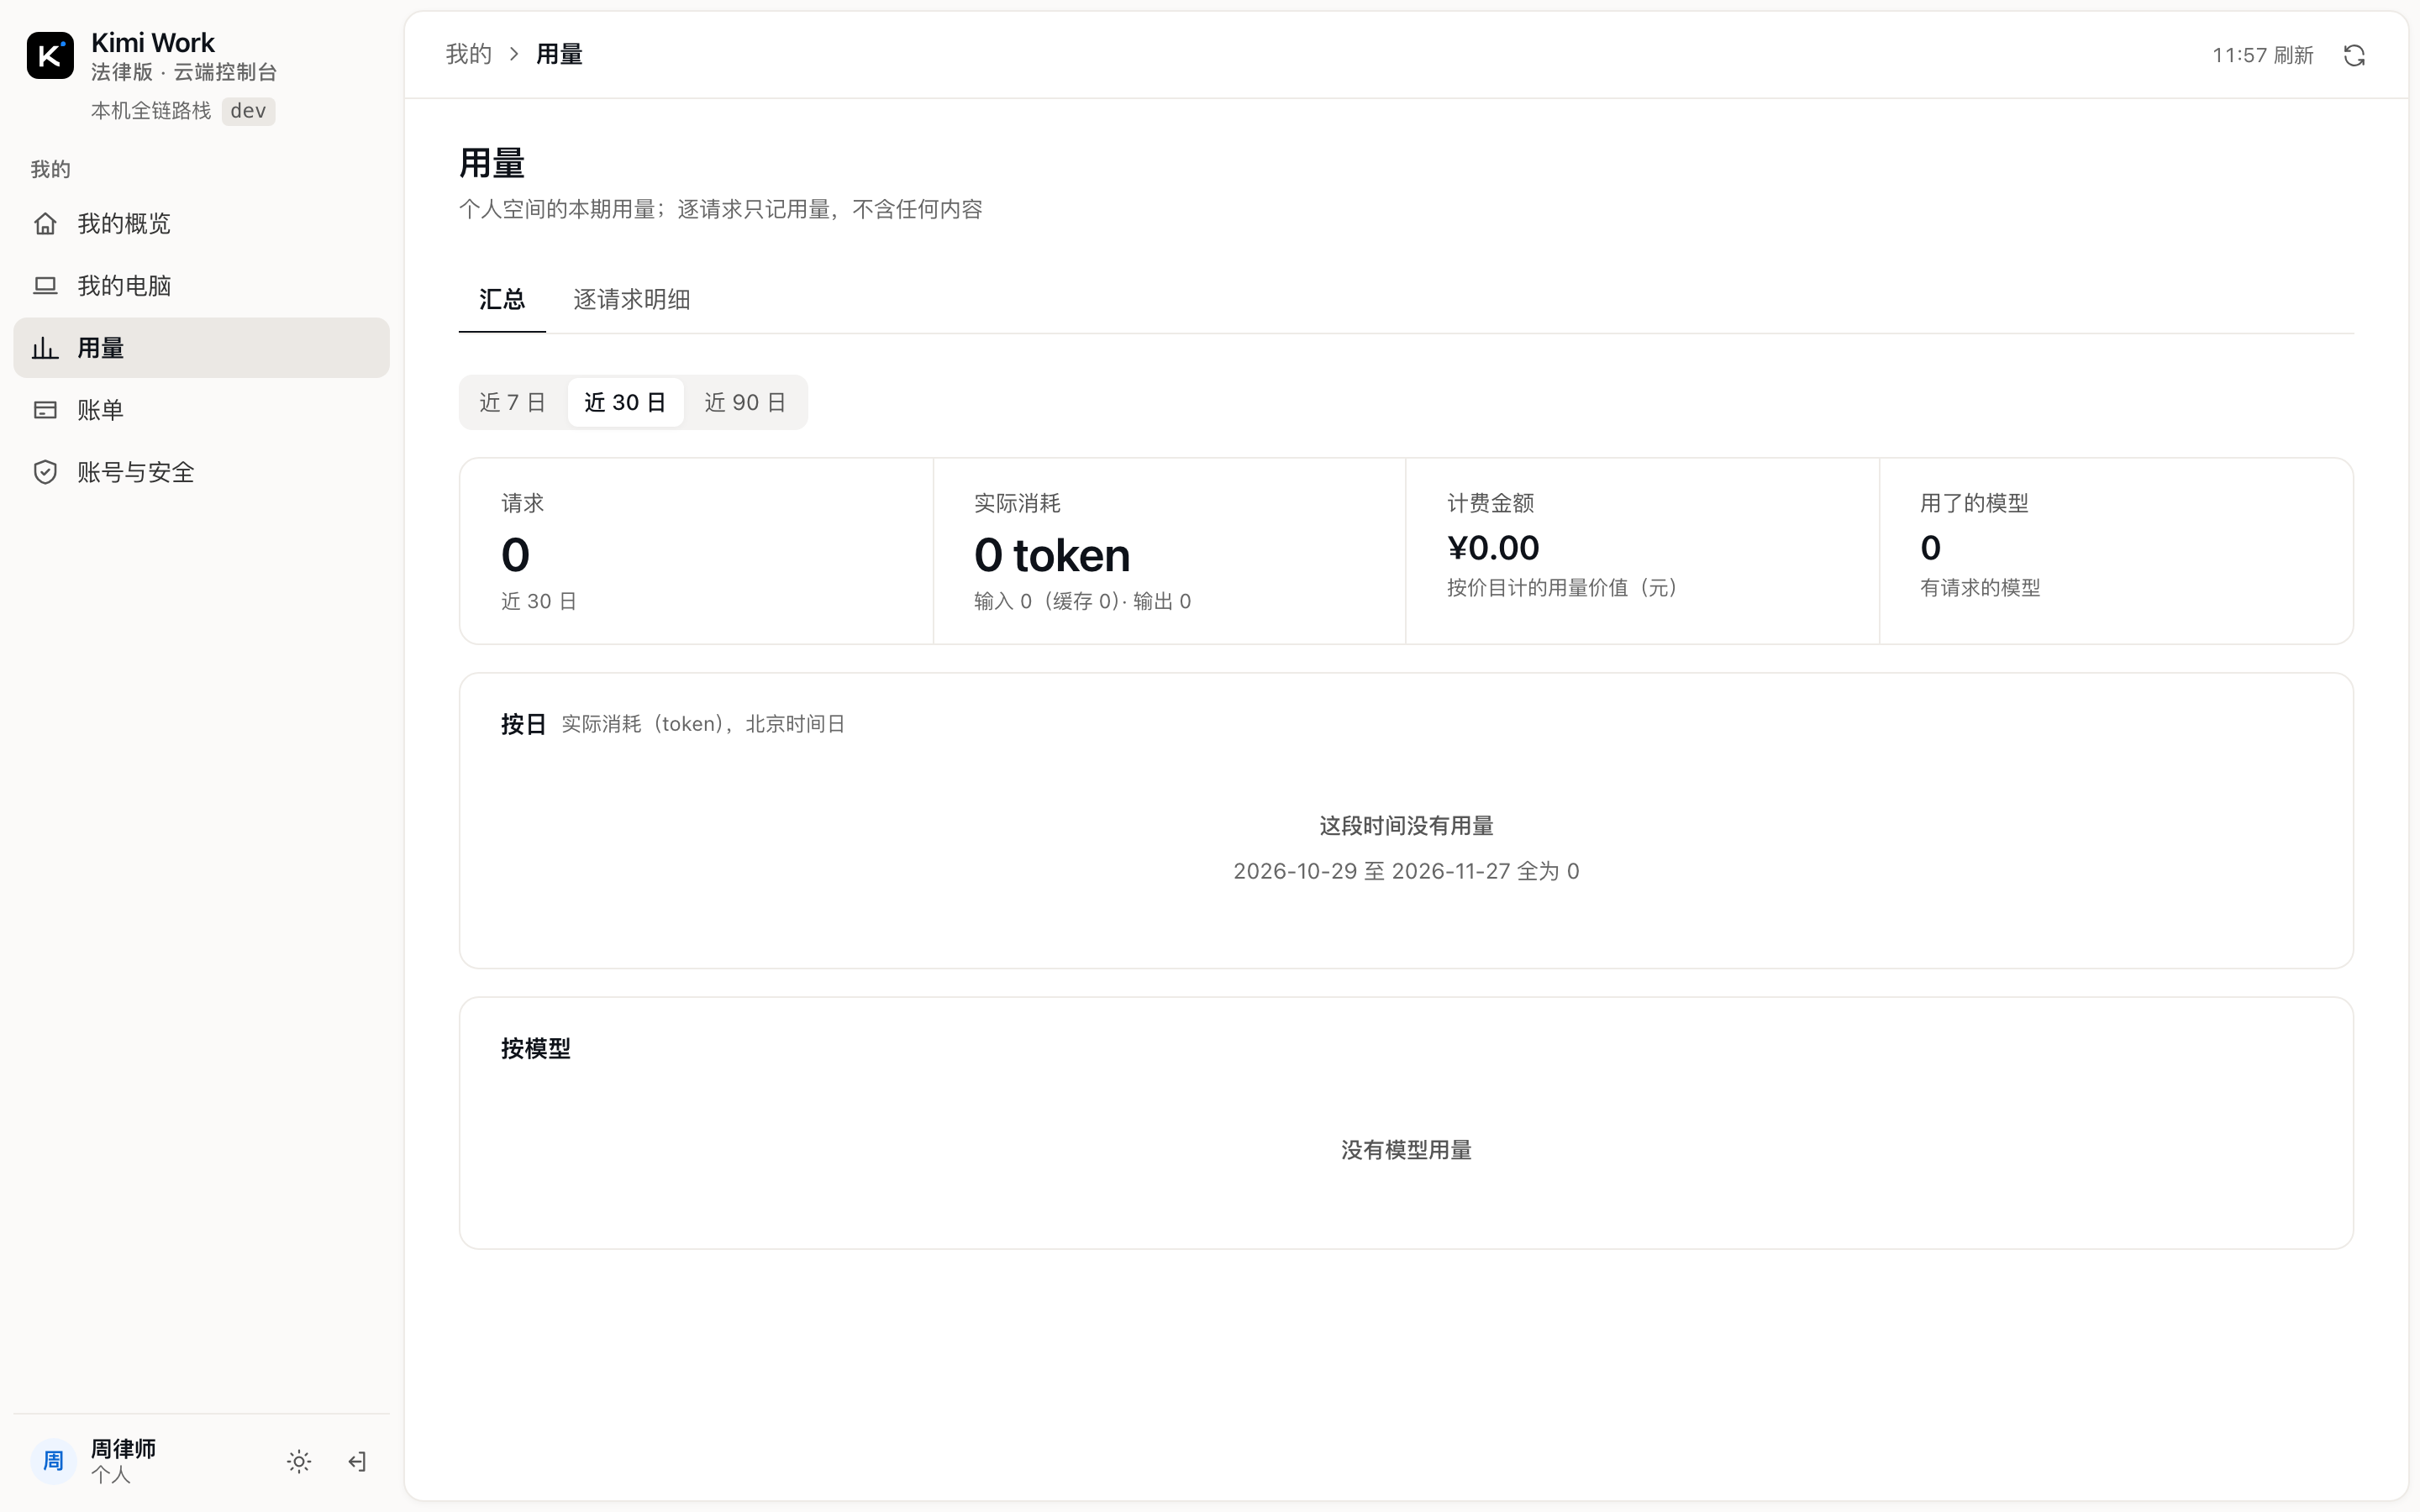 Kimi Work
法律版 · 云端控制台
本机全链路栈 dev
我的
我的概览
我的电脑
用量
账单
账号与安全
周
周律师
个人
我的 > 用量
11:57 刷新
用量
个人空间的本期用量；逐请求只记用量，不含任何内容
汇总 逐请求明细
近 7 日 近 30 日 近 90 日
请求
0
近 30 日
实际消耗
0 token
输入 0（缓存 0）· 输出 0
计费金额
¥0.00
按价目计的用量价值（元）
用了的模型
0
有请求的模型
按日 实际消耗（token），北京时间日
这段时间没有用量
2026-10-29 至 2026-11-27 全为 0
按模型
没有模型用量